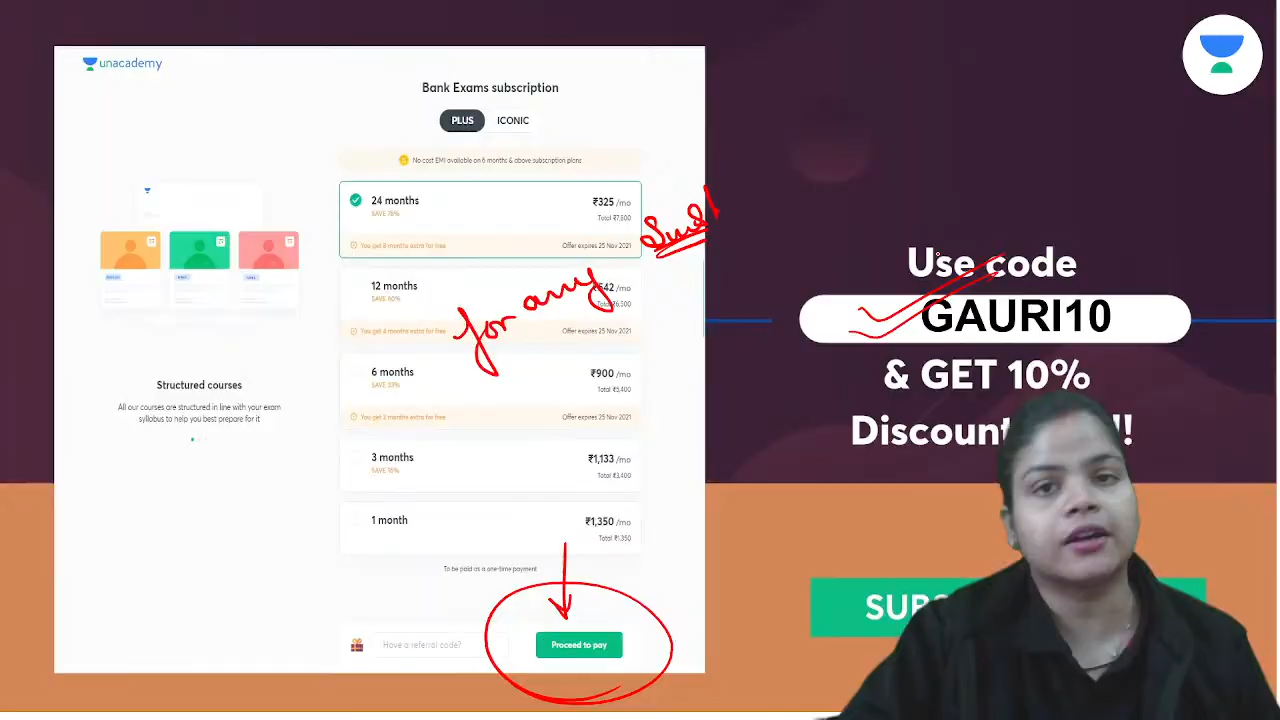 unacademy
Bank Exams subscription
PLUS ICONIC
No cost EMI available on 6 months & above subscription plans
24 months ₹325 /mo
SAVE 76% Total ₹7,800
You get 8 months extra for free Offer expires 25 Nov 2021
12 months ₹542 /mo
SAVE 60% ₹6,500
You get 4 months extra for free Offer expires 25 Nov 2021
for any
6 months ₹900 /mo
SAVE 33% Total ₹5,400
You get 2 months extra for free Offer expires 25 Nov 2021
3 months ₹1,133 /mo
SAVE 16% Total ₹3,400
1 month ₹1,350 /mo
Total ₹1,350
To be paid as a one-time payment
Have a referral code? Proceed to pay
Structured courses
All our courses are structured in line with your exam
syllabus to help you best prepare for it
Use code
GAURI10
& GET 10%
Discount